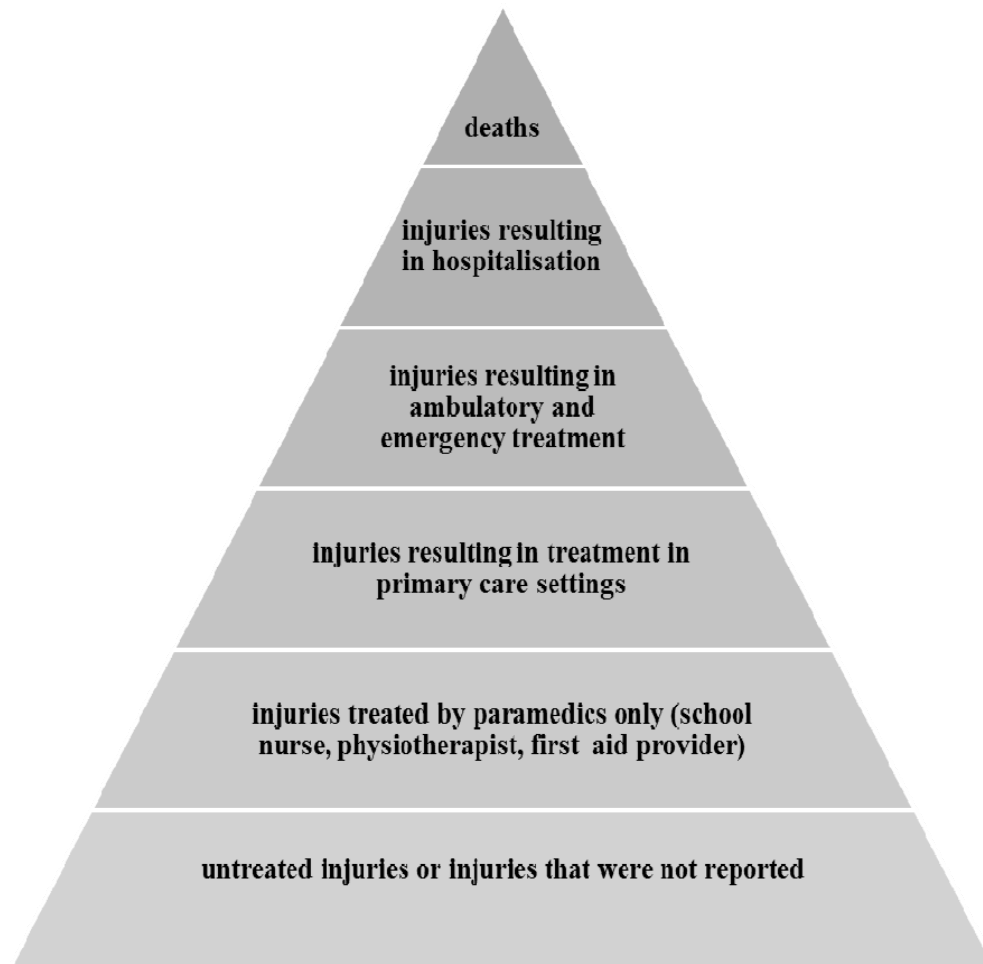 deaths
injuries resulting
in hospitalisation
injuries resulting in
ambulatory and
emergency treatment
injuries resulting in treatment in
primary care settings
injuries treated by paramedics only (school
nurse, physiotherapist, first aid provider)
untreated injuries or injuries that were not reported